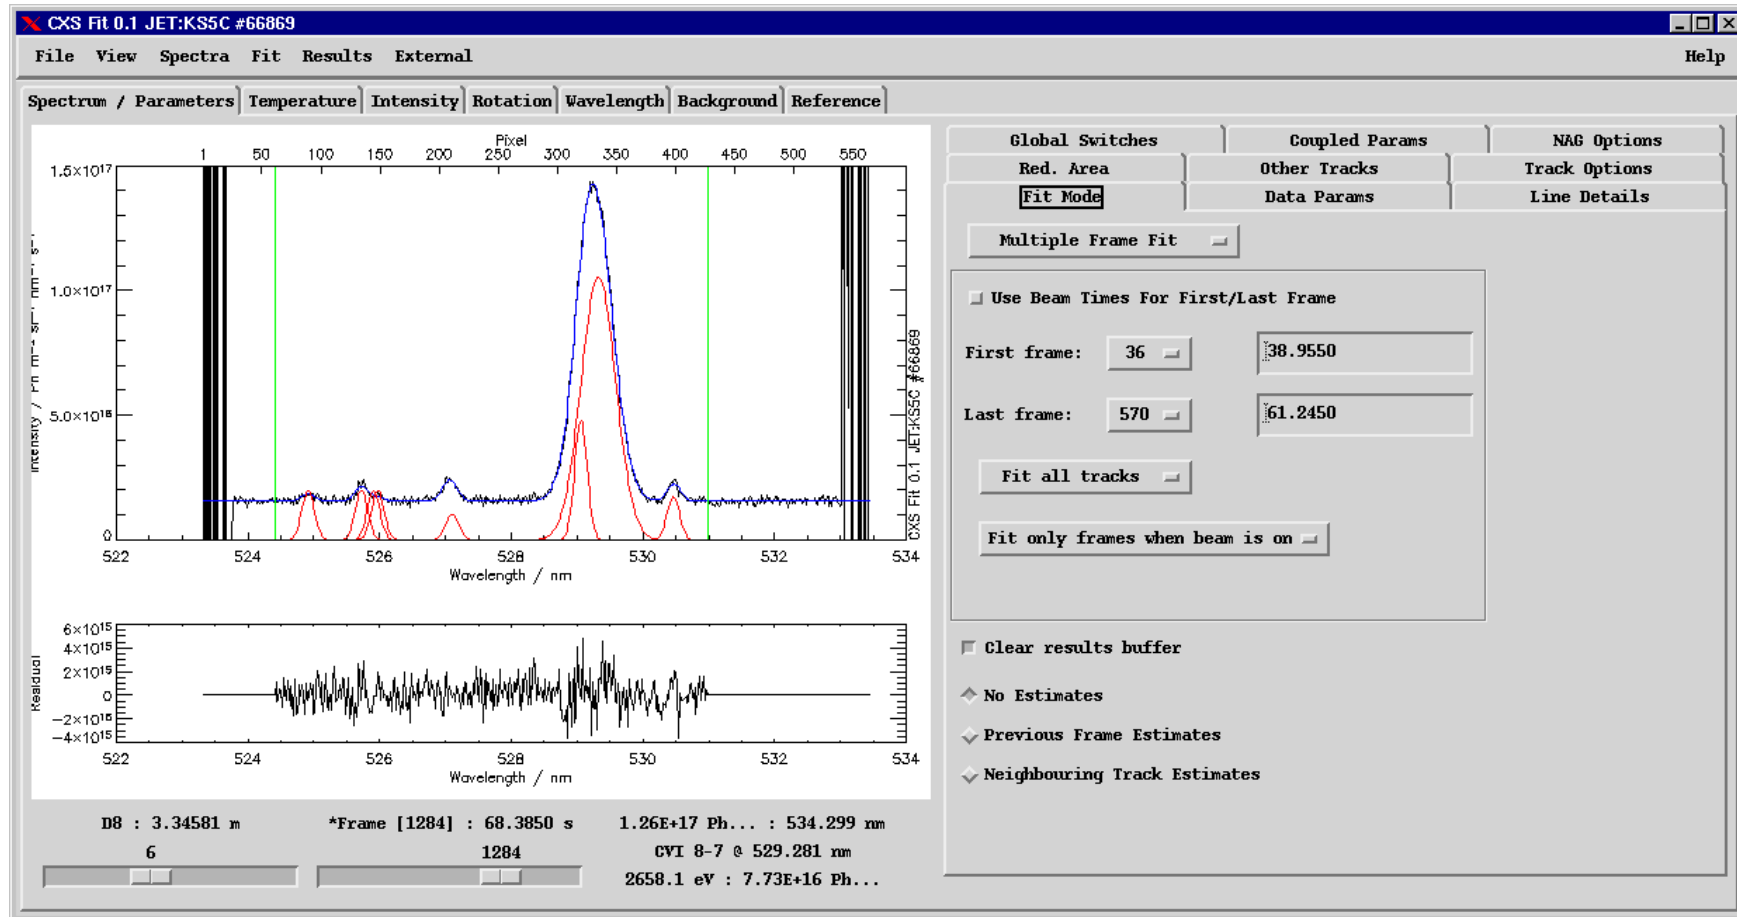 CXS Fit 0.1 JET:KS5C #66869
File View Spectra Fit Results External Help
Spectrum / Parameters Temperature Intensity Rotation Wavelength Background Reference
Pixel
1 50 100 150 200 250 300 350 400 450 500 550
1.5×10¹⁷
1.0×10¹⁷
5.0×10¹⁶
0
Intensity / Ph m⁻² sr⁻¹ nm⁻¹ s⁻¹
522 524 526 528 530 532 534
Wavelength / nm
CXS Fit 0.1 JET:KS5C #66869
6×10¹⁵
4×10¹⁵
2×10¹⁵
0
−2×10¹⁵
−4×10¹⁵
Residual
522 524 526 528 530 532 534
Wavelength / nm
D8 : 3.34581 m *Frame [1284] : 68.3850 s 1.26E+17 Ph... : 534.299 nm
6 1284 CVI 8-7 @ 529.281 nm
2658.1 eV : 7.73E+16 Ph...
Global Switches Coupled Params NAG Options
Red. Area Other Tracks Track Options
Fit Mode Data Params Line Details
Multiple Frame Fit
Use Beam Times For First/Last Frame
First frame: 36 38.9550
Last frame: 570 61.2450
Fit all tracks
Fit only frames when beam is on
Clear results buffer
No Estimates
Previous Frame Estimates
Neighbouring Track Estimates